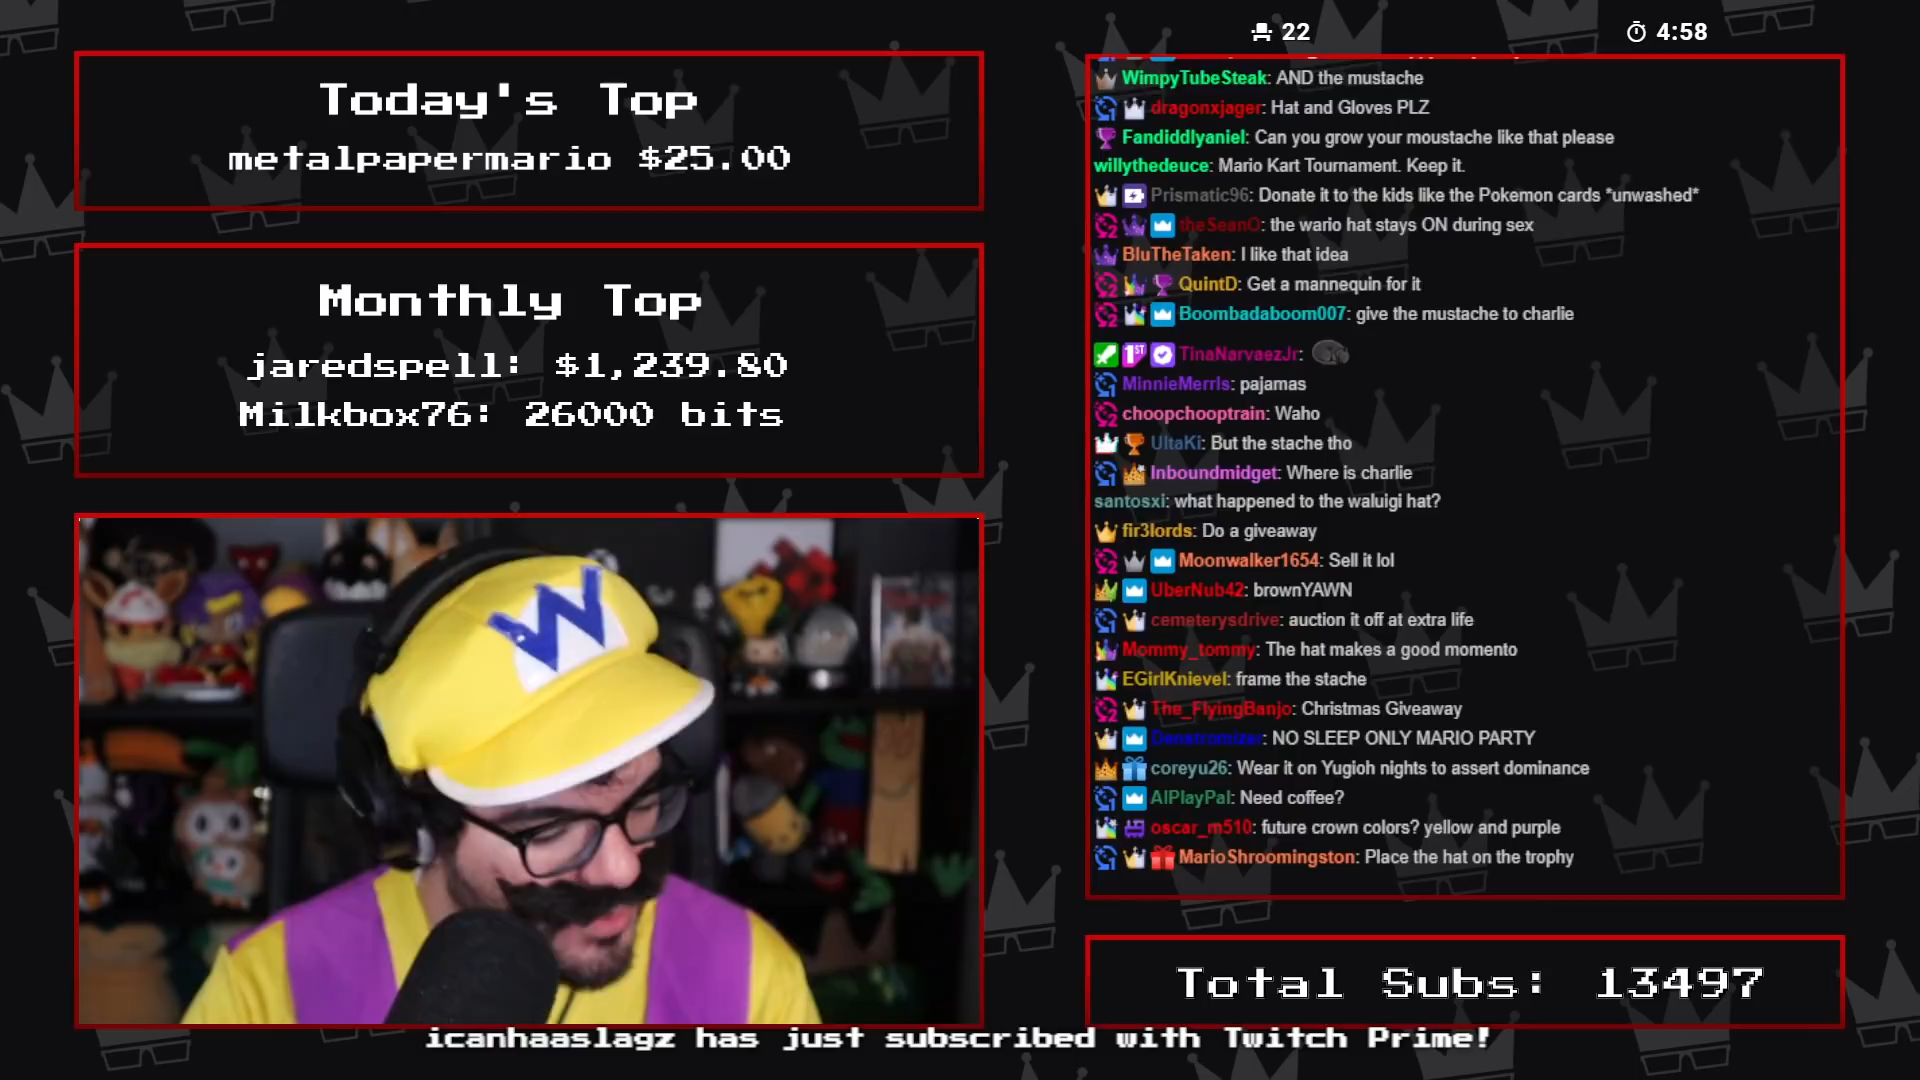 22
4:58
Today's Top
metalpapermario $25.00
Monthly Top
jaredspell: $1,239.80
Milkbox76: 26000 bits
W
WimpyTubeSteak: AND the mustache
dragonxjager: Hat and Gloves PLZ
Fandiddlyaniel: Can you grow your moustache like that please
willythedeuce: Mario Kart Tournament. Keep it.
Prismatic96: Donate it to the kids like the Pokemon cards *unwashed*
theSeanO: the wario hat stays ON during sex
BluTheTaken: I like that idea
QuintD: Get a mannequin for it
Boombadaboom007: give the mustache to charlie
1ST TinaNarvaezJr:
MinnieMerrls: pajamas
choopchooptrain: Waho
UltaKi: But the stache tho
Inboundmidget: Where is charlie
santosxi: what happened to the waluigi hat?
fir3lords: Do a giveaway
Moonwalker1654: Sell it lol
UberNub42: brownYAWN
cemeterysdrive: auction it off at extra life
Mommy_tommy: The hat makes a good momento
EGirlKnievel: frame the stache
The_FlyingBanjo: Christmas Giveaway
NO SLEEP ONLY MARIO PARTY
coreyu26: Wear it on Yugioh nights to assert dominance
AlPlayPal: Need coffee?
oscar_m510: future crown colors? yellow and purple
MarioShroomingston: Place the hat on the trophy
Total Subs: 13497
icanhaaslagz has just subscribed with Twitch Prime!